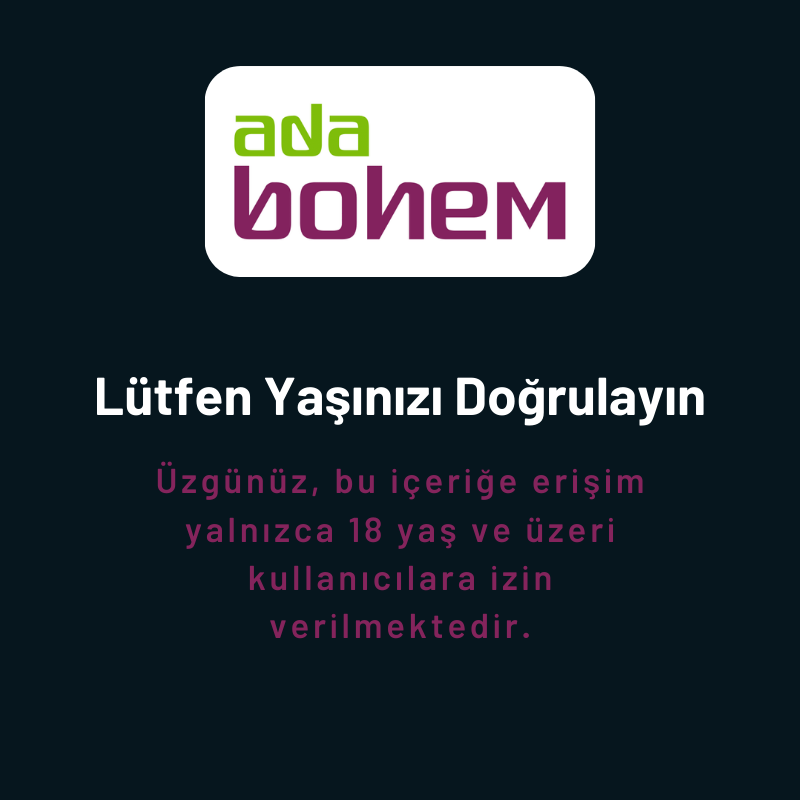 ada
bohem
Lütfen Yaşınızı Doğrulayın
Üzgünüz, bu içeriğe erişim
yalnızca 18 yaş ve üzeri
kullanıcılara izin
verilmektedir.